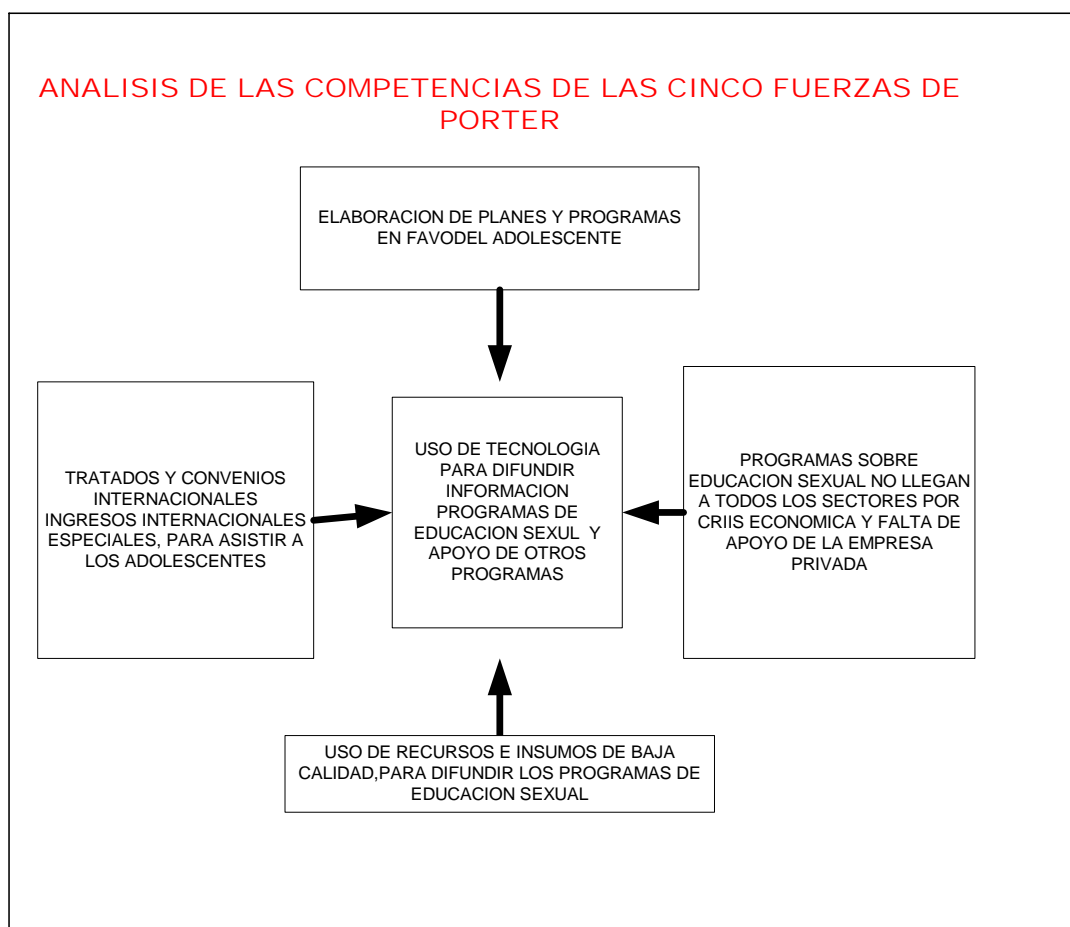 ANALISIS DE LAS COMPETENCIAS DE LAS CINCO FUERZAS DE
PORTER
ELABORACION DE PLANES Y PROGRAMAS
EN FAVODEL ADOLESCENTE
TRATADOS Y CONVENIOS
INTERNACIONALES
INGRESOS INTERNACIONALES
ESPECIALES, PARA ASISTIR A
LOS ADOLESCENTES
USO DE TECNOLOGIA
PARA DIFUNDIR
INFORMACION
PROGRAMAS DE
EDUCACION SEXUL Y
APOYO DE OTROS
PROGRAMAS
PROGRAMAS SOBRE
EDUCACION SEXUAL NO LLEGAN
A TODOS LOS SECTORES POR
CRIIS ECONOMICA Y FALTA DE
APOYO DE LA EMPRESA
PRIVADA
USO DE RECURSOS E INSUMOS DE BAJA
CALIDAD,PARA DIFUNDIR LOS PROGRAMAS DE
EDUCACION SEXUAL